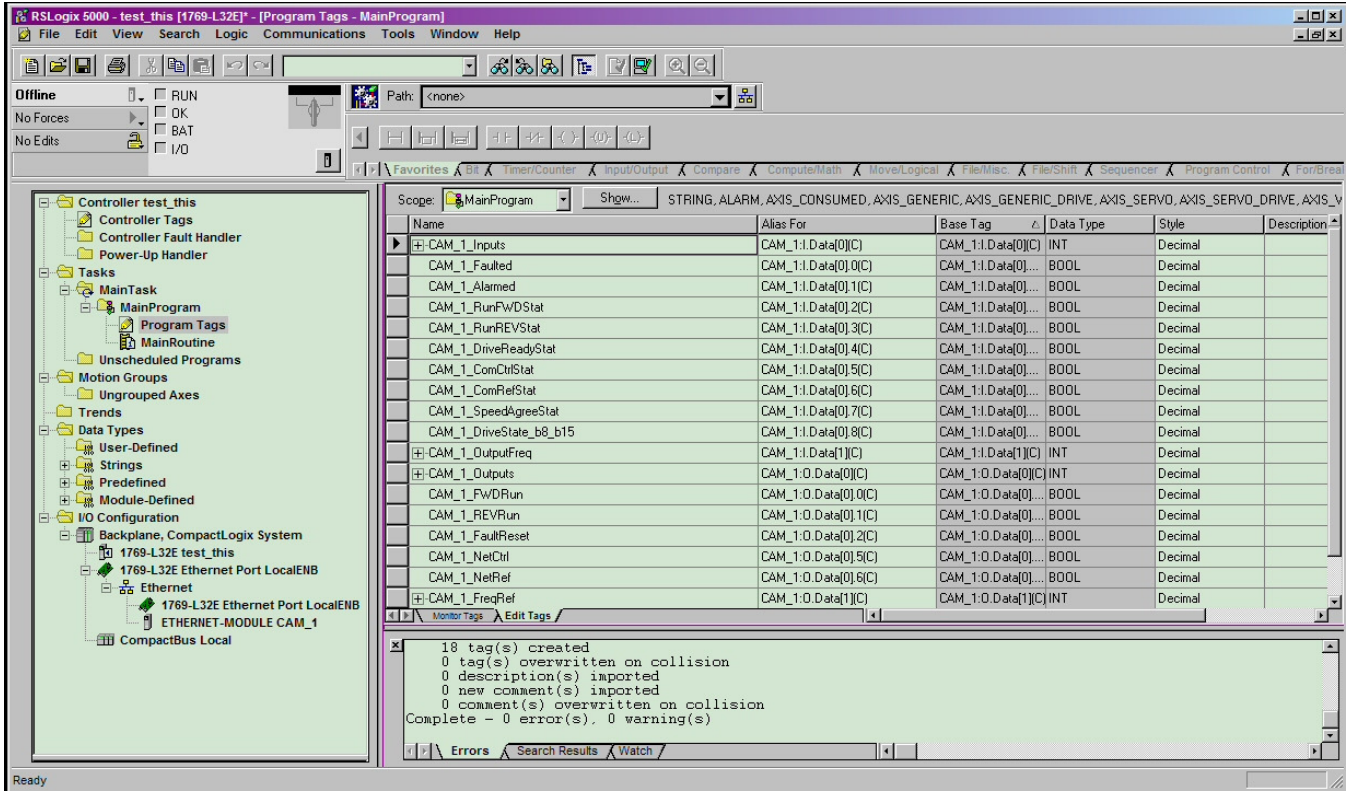 RSLogix 5000 - test_this [1769-L32E]* - [Program Tags - MainProgram]
File Edit View Search Logic Communications Tools Window Help
Offline RUN
No Forces OK
No Edits BAT
I/O
Path: <none>
Favorites Bit Timer/Counter Input/Output Compare Compute/Math Move/Logical File/Misc. File/Shift Sequencer Program Control For/Break
Controller test_this
Controller Tags
Controller Fault Handler
Power-Up Handler
Tasks
MainTask
MainProgram
Program Tags
MainRoutine
Unscheduled Programs
Motion Groups
Ungrouped Axes
Trends
Data Types
User-Defined
Strings
Predefined
Module-Defined
I/O Configuration
Backplane, CompactLogix System
1769-L32E test_this
1769-L32E Ethernet Port LocalENB
Ethernet
1769-L32E Ethernet Port LocalENB
ETHERNET-MODULE CAM_1
CompactBus Local
Scope: MainProgram Show... STRING, ALARM, AXIS_CONSUMED, AXIS_GENERIC, AXIS_GENERIC_DRIVE, AXIS_SERVO, AXIS_SERVO_DRIVE, AXIS_V
Name Alias For Base Tag Data Type Style Description
CAM_1_Inputs CAM_1:I.Data[0](C) CAM_1:I.Data[0](C) INT Decimal
CAM_1_Faulted CAM_1:I.Data[0].0(C) CAM_1:I.Data[0].... BOOL Decimal
CAM_1_Alarmed CAM_1:I.Data[0].1(C) CAM_1:I.Data[0].... BOOL Decimal
CAM_1_RunFWDStat CAM_1:I.Data[0].2(C) CAM_1:I.Data[0].... BOOL Decimal
CAM_1_RunREVStat CAM_1:I.Data[0].3(C) CAM_1:I.Data[0].... BOOL Decimal
CAM_1_DriveReadyStat CAM_1:I.Data[0].4(C) CAM_1:I.Data[0].... BOOL Decimal
CAM_1_ComCtrlStat CAM_1:I.Data[0].5(C) CAM_1:I.Data[0].... BOOL Decimal
CAM_1_ComRefStat CAM_1:I.Data[0].6(C) CAM_1:I.Data[0].... BOOL Decimal
CAM_1_SpeedAgreeStat CAM_1:I.Data[0].7(C) CAM_1:I.Data[0].... BOOL Decimal
CAM_1_DriveState_b8_b15 CAM_1:I.Data[0].8(C) CAM_1:I.Data[0].... BOOL Decimal
CAM_1_OutputFreq CAM_1:I.Data[1](C) CAM_1:I.Data[1](C) INT Decimal
CAM_1_Outputs CAM_1:O.Data[0](C) CAM_1:O.Data[0](C) INT Decimal
CAM_1_FWDRun CAM_1:O.Data[0].0(C) CAM_1:O.Data[0].... BOOL Decimal
CAM_1_REVRun CAM_1:O.Data[0].1(C) CAM_1:O.Data[0].... BOOL Decimal
CAM_1_FaultReset CAM_1:O.Data[0].2(C) CAM_1:O.Data[0].... BOOL Decimal
CAM_1_NetCtrl CAM_1:O.Data[0].5(C) CAM_1:O.Data[0].... BOOL Decimal
CAM_1_NetRef CAM_1:O.Data[0].6(C) CAM_1:O.Data[0].... BOOL Decimal
CAM_1_FreqRef CAM_1:O.Data[1](C) CAM_1:O.Data[1](C) INT Decimal
Monitor Tags Edit Tags
18 tag(s) created
0 tag(s) overwritten on collision
0 description(s) imported
0 new comment(s) imported
0 comment(s) overwritten on collision
Complete - 0 error(s), 0 warning(s)
Errors Search Results Watch
Ready